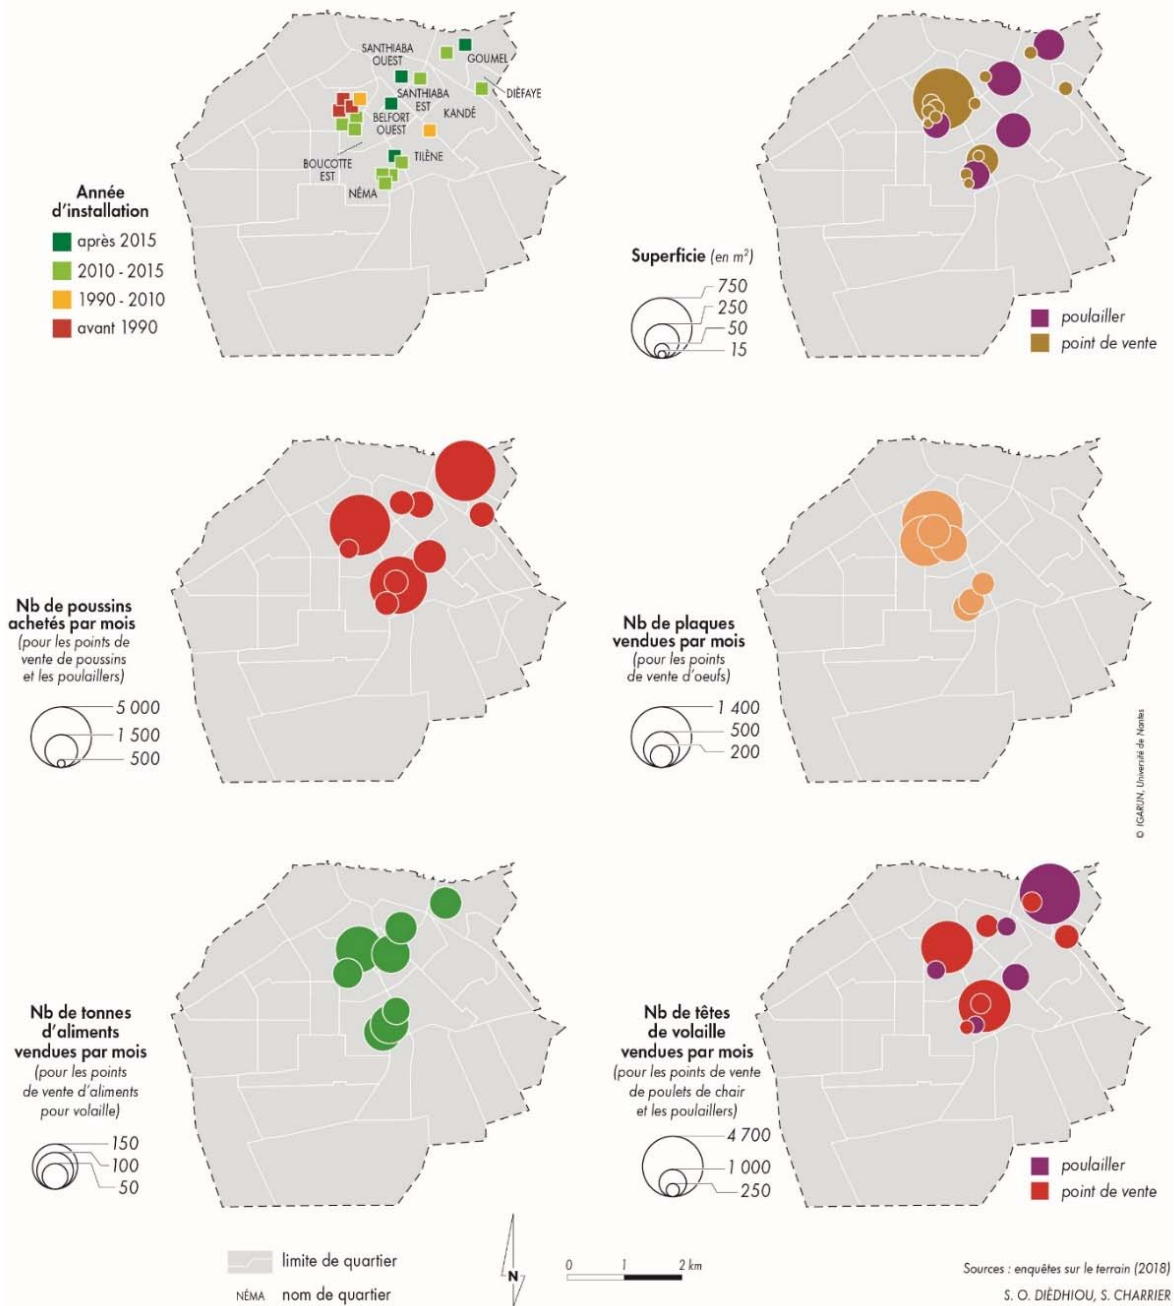 SANTHIABA
OUEST
GOUMEL
SANTHIABA
EST
DIÉFAYE
BELFORT
OUEST
KANDÉ
BOUCOTTE
EST
TILÈNE
NÉMA
Année
d'installation
après 2015
2010 - 2015
1990 - 2010
avant 1990
Superficie (en m²)
750
250
50
15
poulailler
point de vente
Nb de poussins
achetés par mois
(pour les points de
vente de poussins
et les poulaillers)
5 000
1 500
500
Nb de plaques
vendues par mois
(pour les points
de vente d'oeufs)
1 400
500
200
© IGARUN, Université de Nantes
Nb de tonnes
d'aliments
vendues par mois
(pour les points
de vente d'aliments
pour volaille)
150
100
50
Nb de têtes
de volaille
vendues par mois
(pour les points de vente
de poulets de chair
et les poulaillers)
4 700
1 000
250
poulailler
point de vente
limite de quartier
NÉMA nom de quartier
N
0 1 2 km
Sources : enquêtes sur le terrain (2018)
S. O. DIÈDHIOU, S. CHARRIER